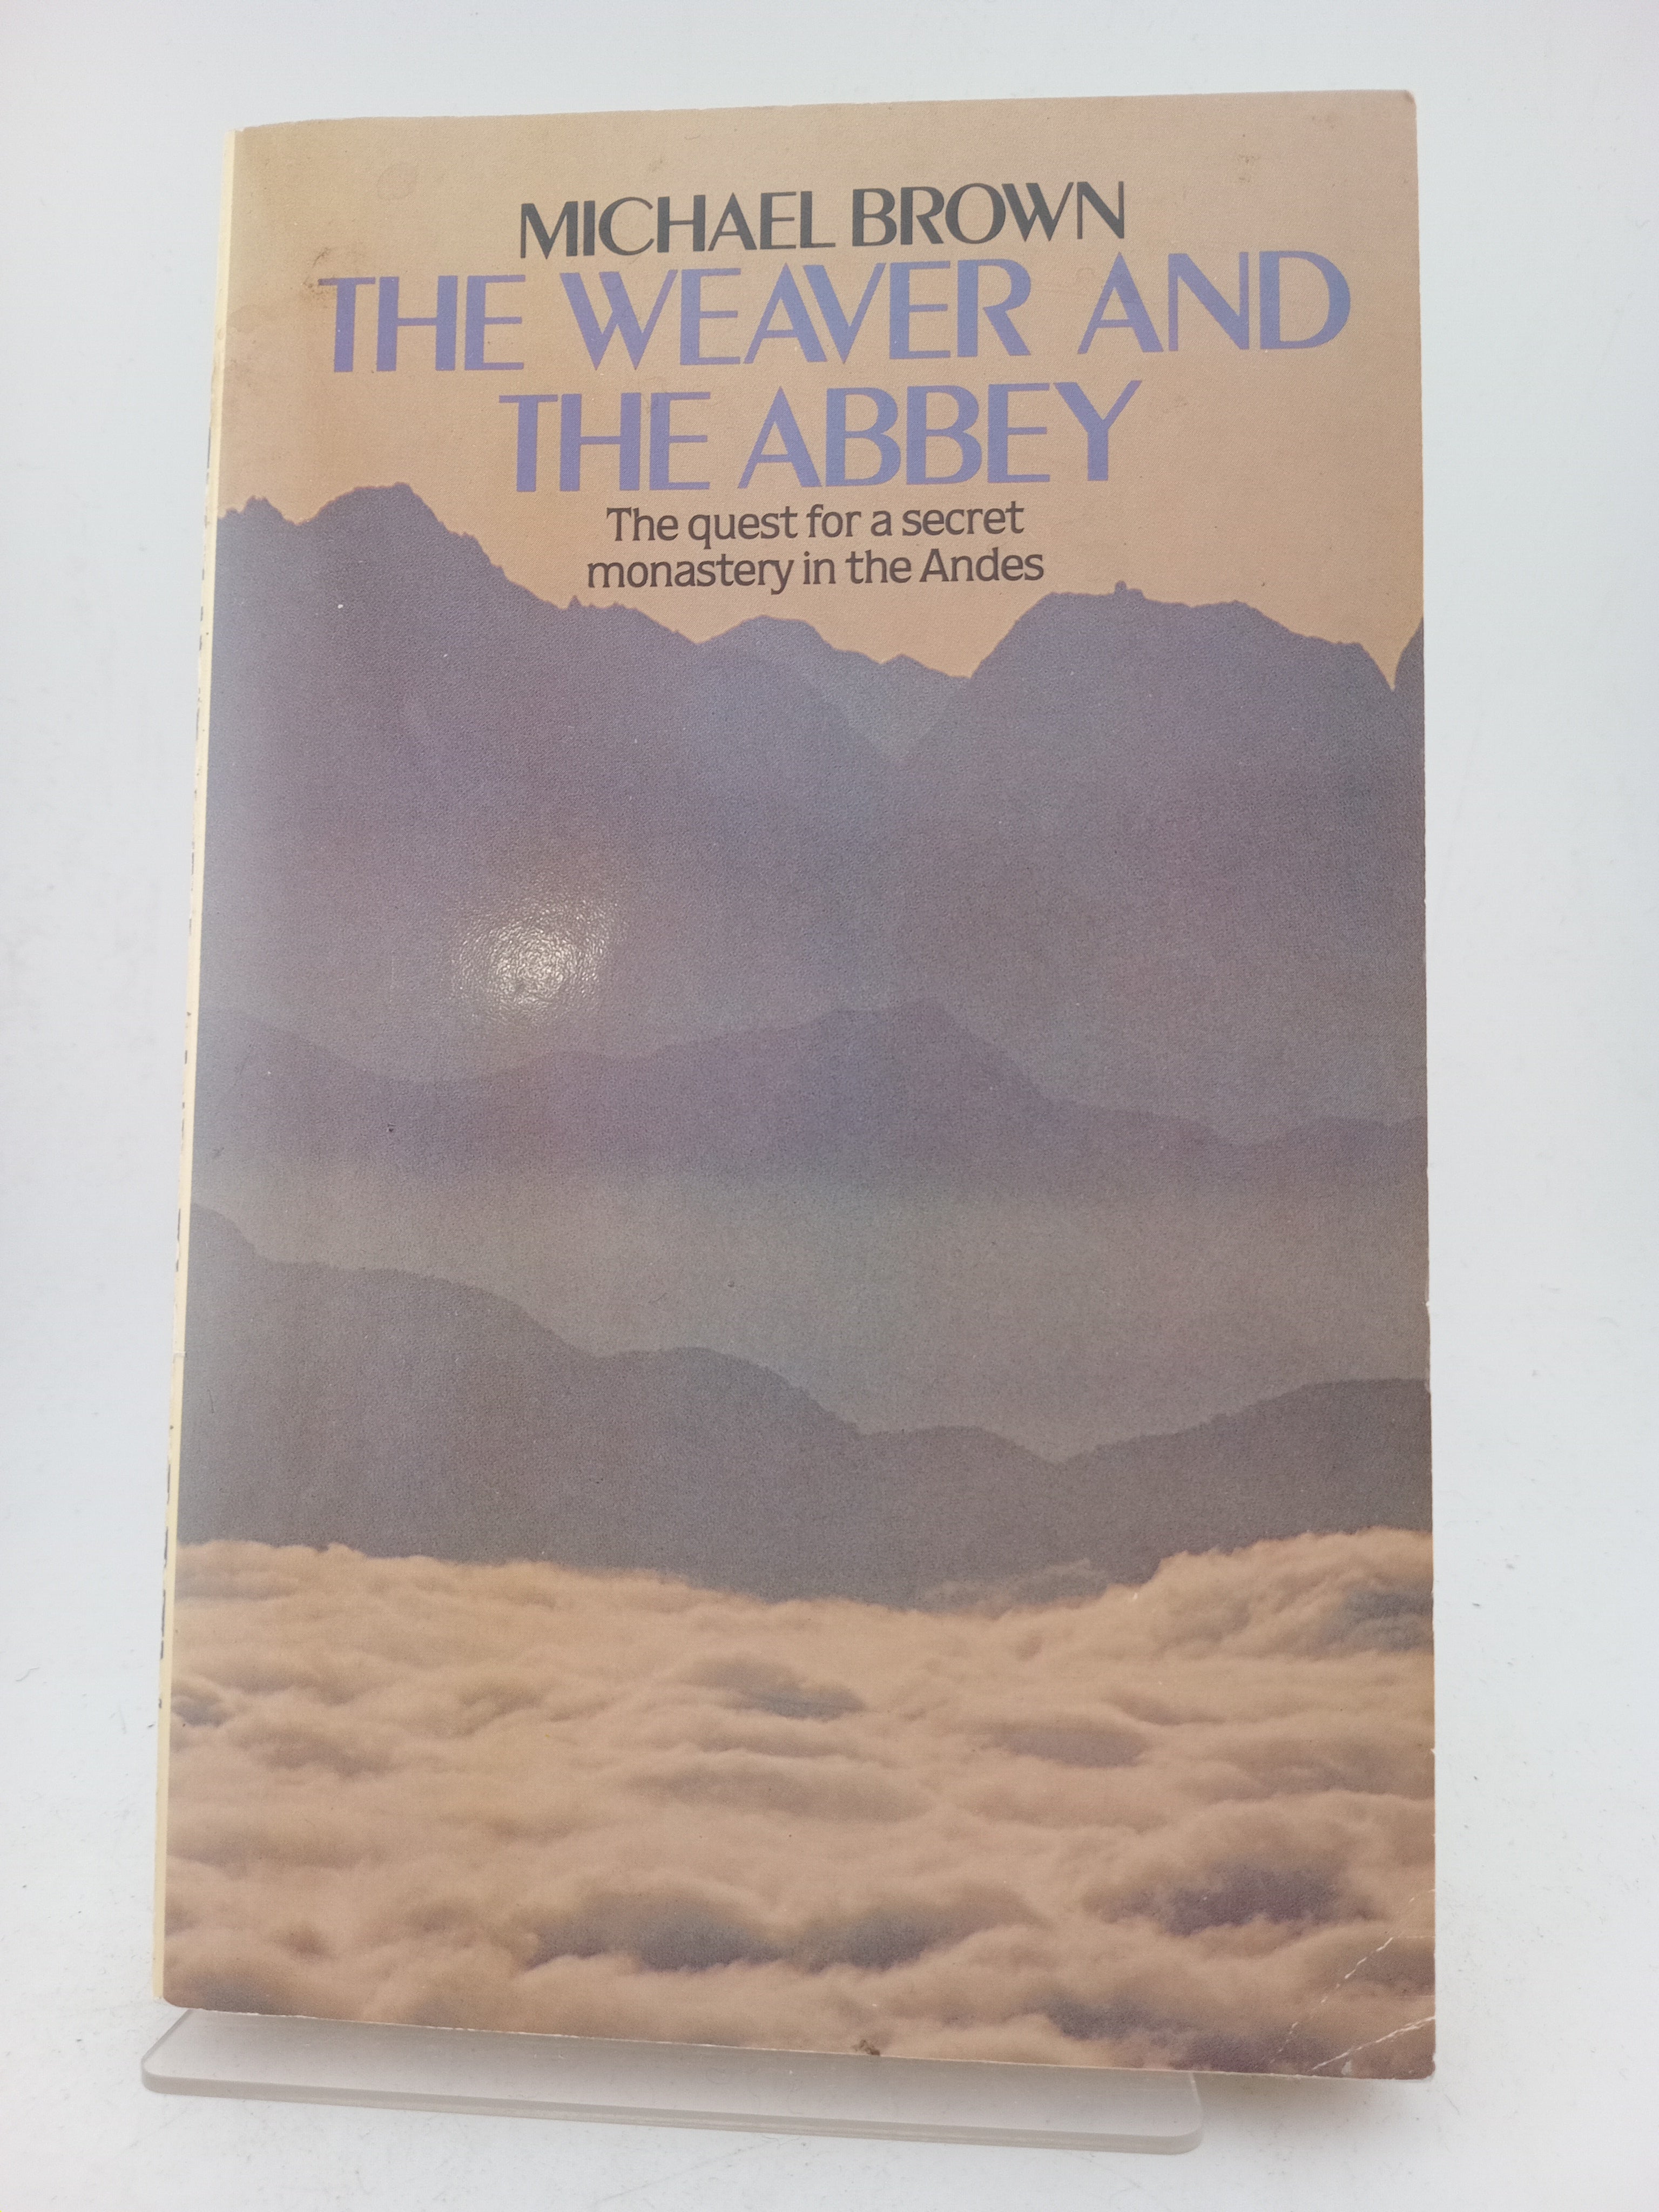 MICHAEL BROWN
THE WEAVER AND
THE ABBEY
The quest for a secret
monastery in the Andes